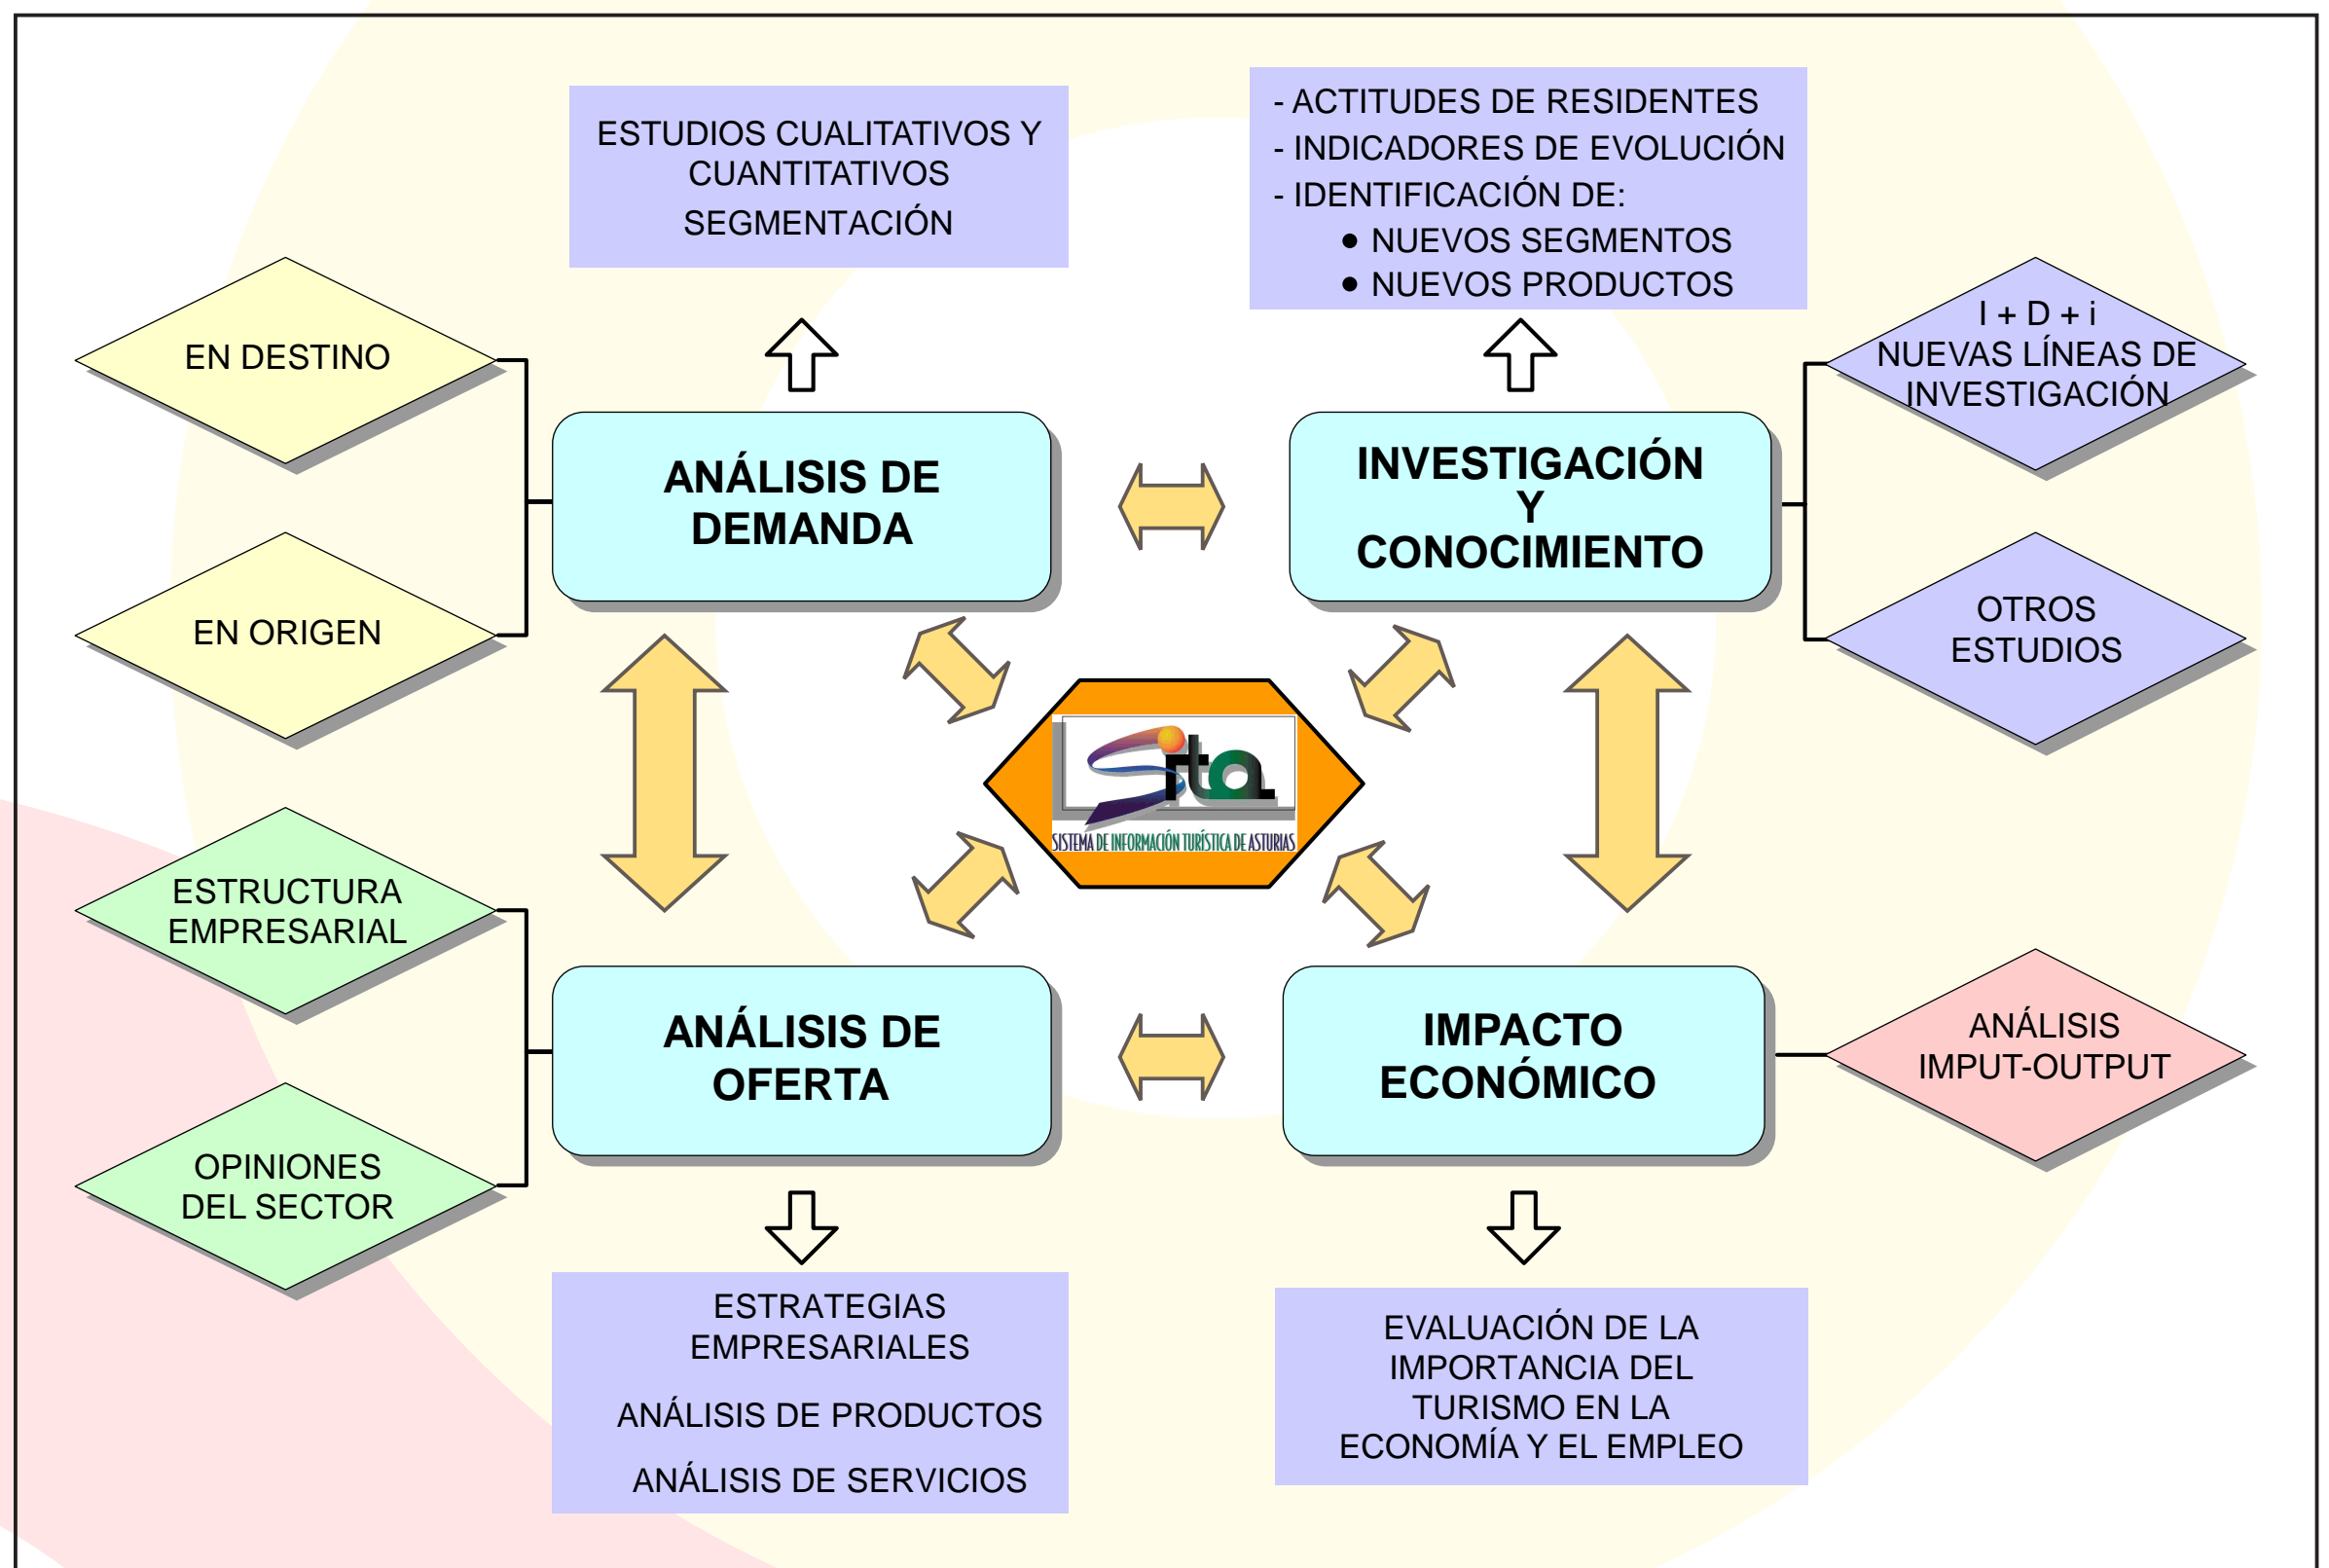 ESTUDIOS CUALITATIVOS Y
CUANTITATIVOS
SEGMENTACIÓN
- ACTITUDES DE RESIDENTES
- INDICADORES DE EVOLUCIÓN
- IDENTIFICACIÓN DE:
● NUEVOS SEGMENTOS
● NUEVOS PRODUCTOS
EN DESTINO
I + D + i
NUEVAS LÍNEAS DE
INVESTIGACIÓN
ANÁLISIS DE
DEMANDA
INVESTIGACIÓN
Y
CONOCIMIENTO
EN ORIGEN
OTROS
ESTUDIOS
sita
SISTEMA DE INFORMACIÓN TURÍSTICA DE ASTURIAS
ESTRUCTURA
EMPRESARIAL
ANÁLISIS DE
OFERTA
IMPACTO
ECONÓMICO
ANÁLISIS
IMPUT-OUTPUT
OPINIONES
DEL SECTOR
ESTRATEGIAS
EMPRESARIALES
ANÁLISIS DE PRODUCTOS
ANÁLISIS DE SERVICIOS
EVALUACIÓN DE LA
IMPORTANCIA DEL
TURISMO EN LA
ECONOMÍA Y EL EMPLEO